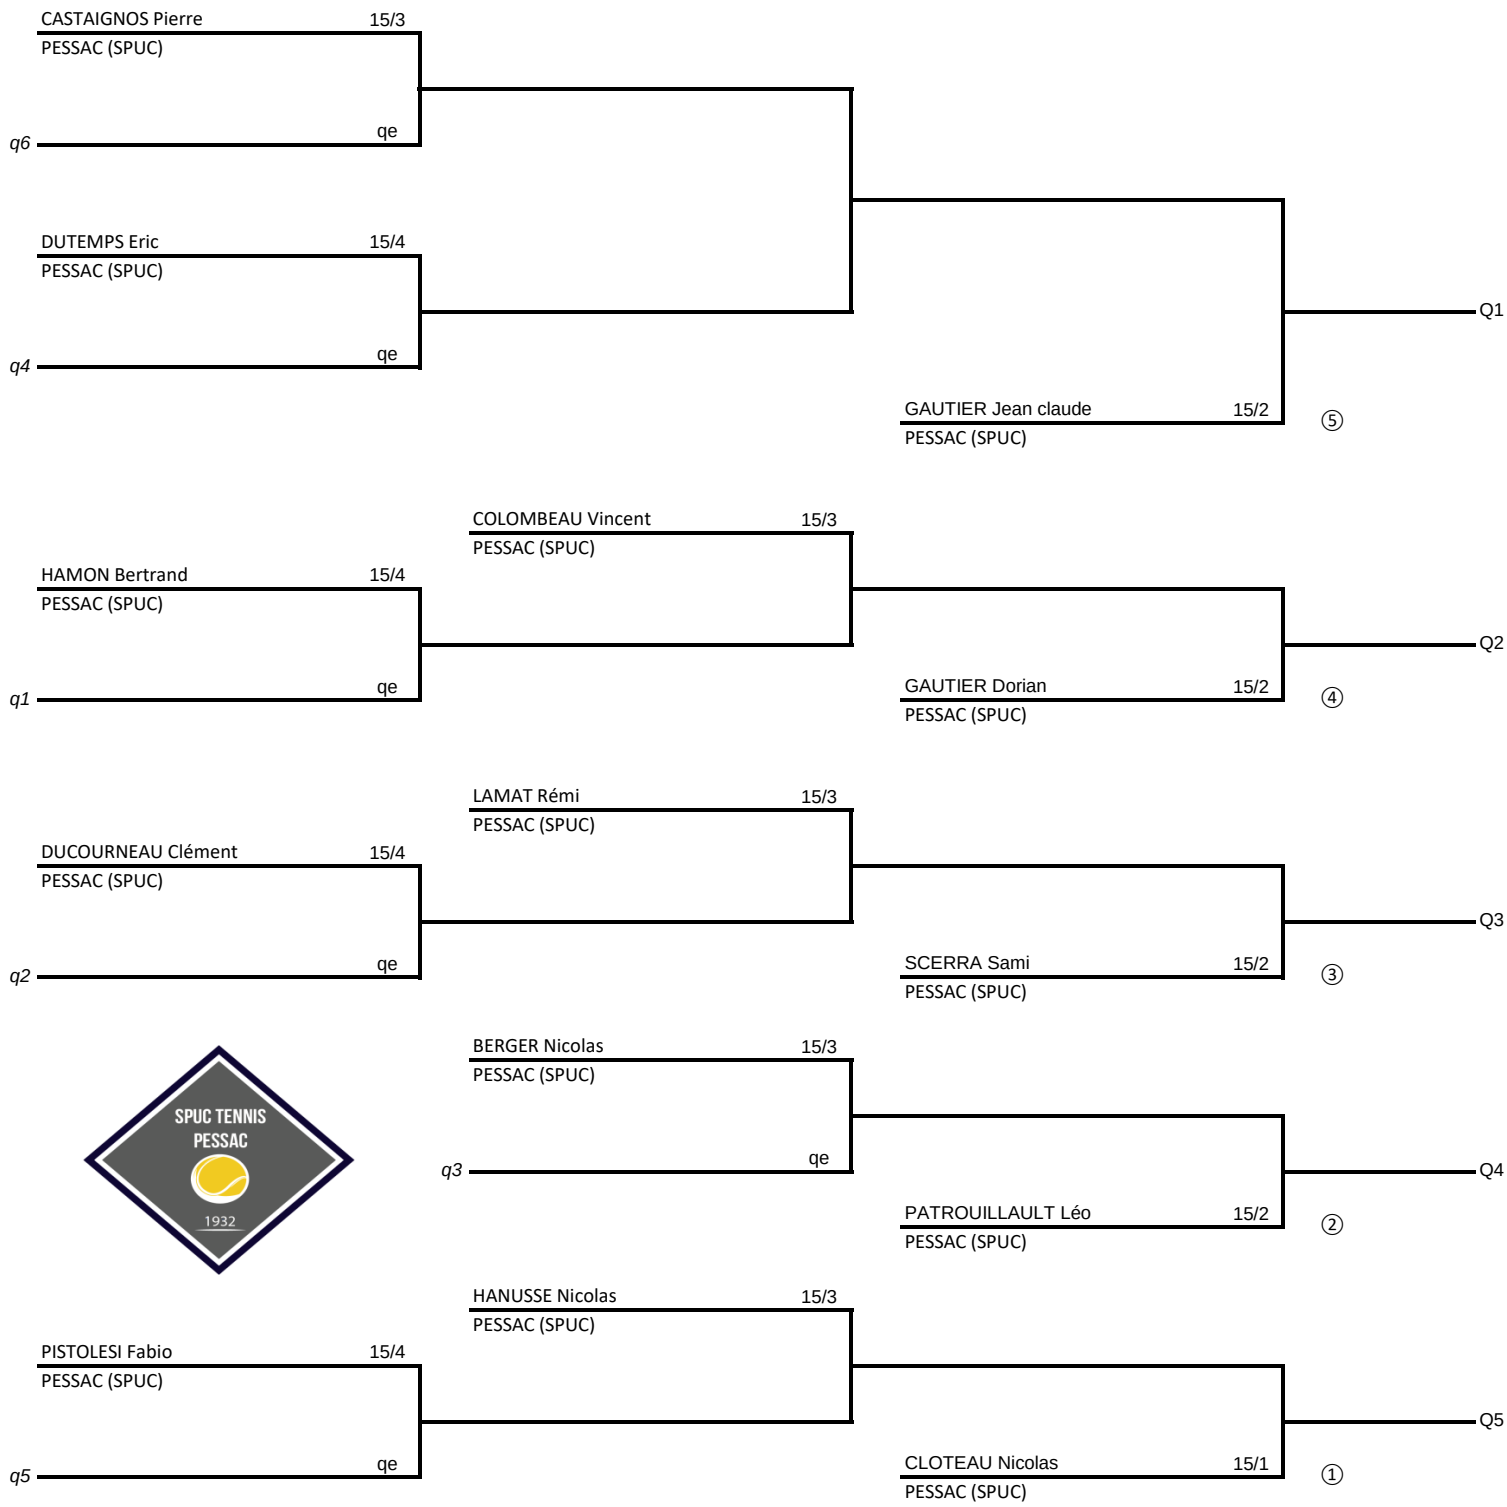 CASTAIGNOS Pierre 15/3
PESSAC (SPUC)
q6 qe
DUTEMPS Eric 15/4
PESSAC (SPUC)
Q1
q4 qe
GAUTIER Jean claude 15/2 ⑤
PESSAC (SPUC)
COLOMBEAU Vincent 15/3
PESSAC (SPUC)
HAMON Bertrand 15/4
PESSAC (SPUC)
Q2
q1 qe
GAUTIER Dorian 15/2 ④
PESSAC (SPUC)
LAMAT Rémi 15/3
PESSAC (SPUC)
DUCOURNEAU Clément 15/4
PESSAC (SPUC)
Q3
q2 qe
SCERRA Sami 15/2 ③
PESSAC (SPUC)
BERGER Nicolas 15/3
PESSAC (SPUC)
SPUC TENNIS
PESSAC
1932
q3 qe
Q4
PATROUILLAULT Léo 15/2 ②
PESSAC (SPUC)
HANUSSE Nicolas 15/3
PESSAC (SPUC)
PISTOLESI Fabio 15/4
PESSAC (SPUC)
Q5
q5 qe
CLOTEAU Nicolas 15/1 ①
PESSAC (SPUC)